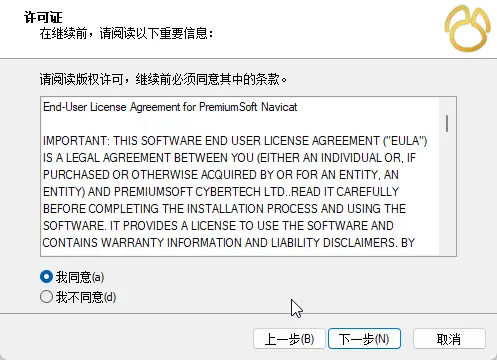 许可证
在继续前，请阅读以下重要信息：
请阅读版权许可，继续前必须同意其中的条款。
End-User License Agreement for PremiumSoft Navicat
IMPORTANT: THIS SOFTWARE END USER LICENSE AGREEMENT ("EULA")
IS A LEGAL AGREEMENT BETWEEN YOU (EITHER AN INDIVIDUAL OR, IF
PURCHASED OR OTHERWISE ACQUIRED BY OR FOR AN ENTITY, AN
ENTITY) AND PREMIUMSOFT CYBERTECH LTD..READ IT CAREFULLY
BEFORE COMPLETING THE INSTALLATION PROCESS AND USING THE
SOFTWARE. IT PROVIDES A LICENSE TO USE THE SOFTWARE AND
CONTAINS WARRANTY INFORMATION AND LIABILITY DISCLAIMERS. BY
我同意(a)
我不同意(d)
上一步(B) 下一步(N) 取消